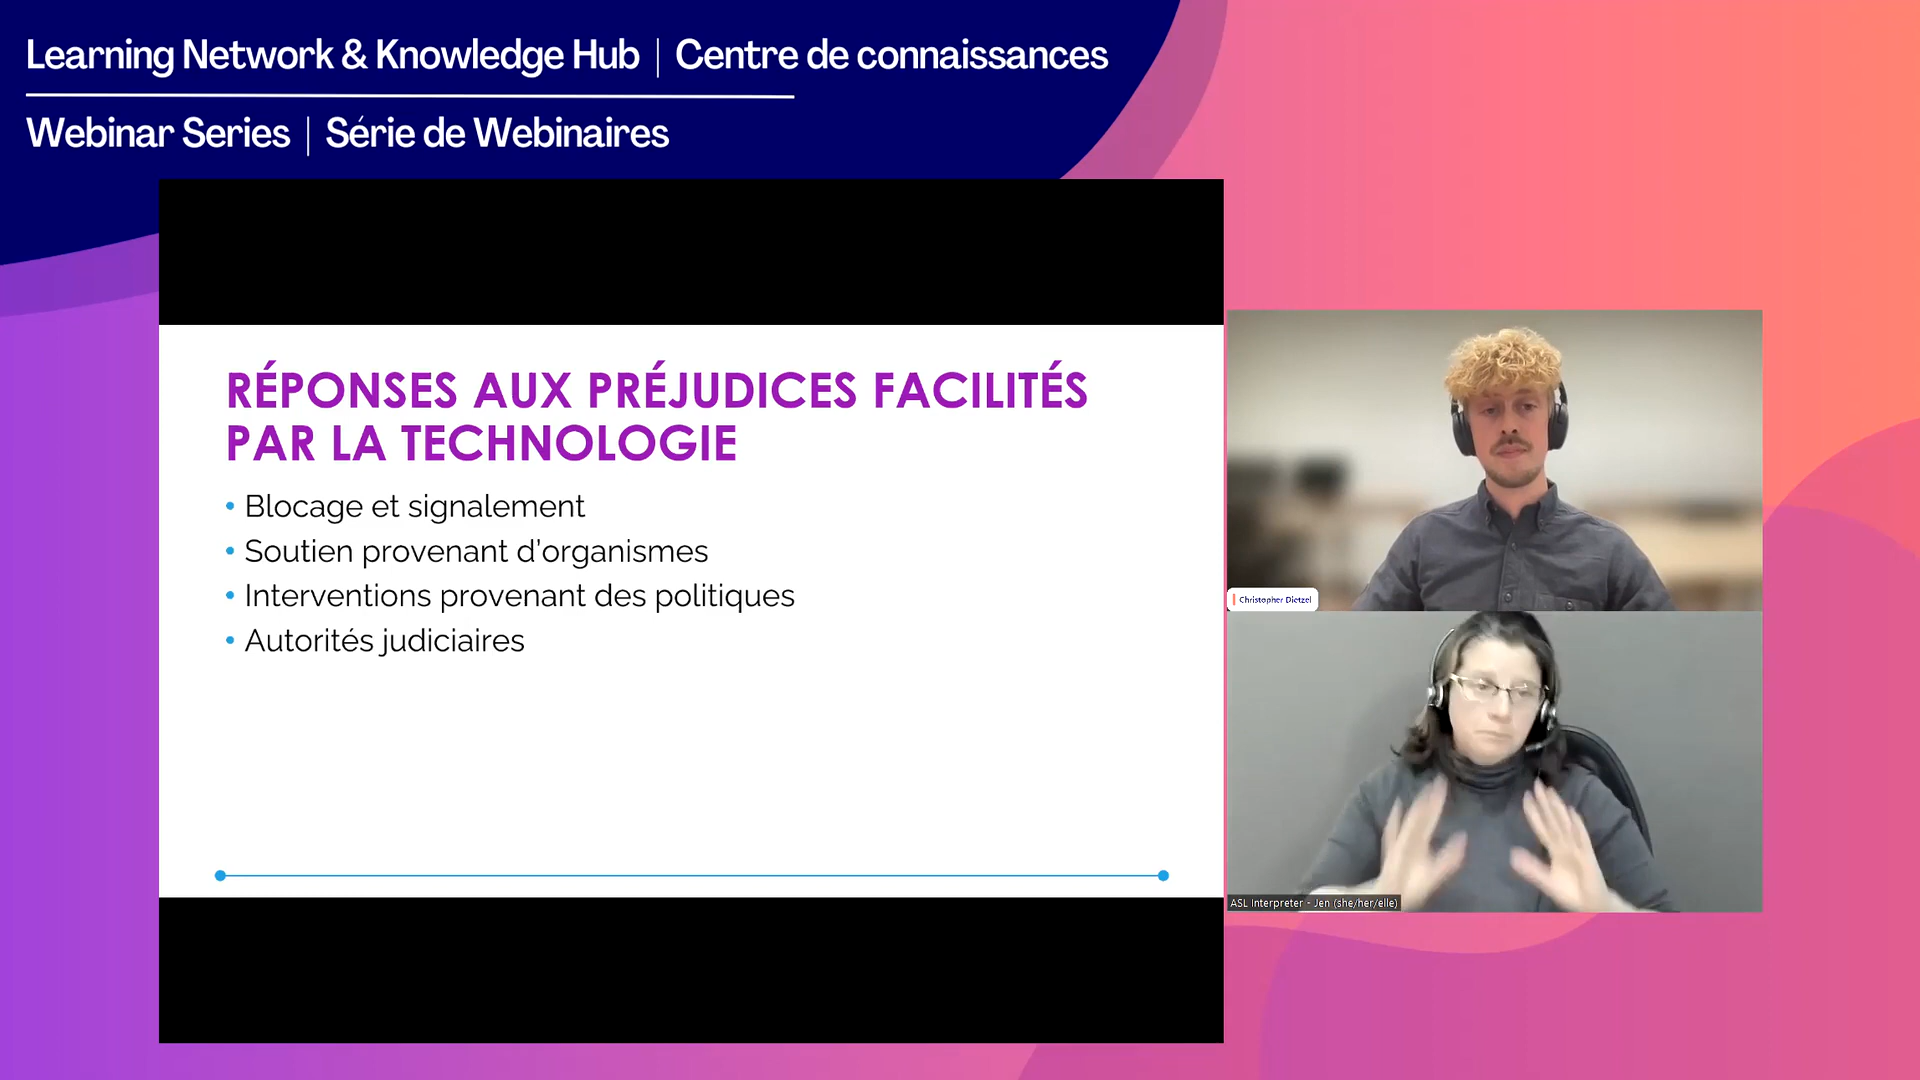 Learning Network & Knowledge Hub | Centre de connaissances
Webinar Series | Série de Webinaires
RÉPONSES AUX PRÉJUDICES FACILITÉS
PAR LA TECHNOLOGIE
• Blocage et signalement
• Soutien provenant d’organismes
• Interventions provenant des politiques
• Autorités judiciaires
Christopher Dietzel
ASL Interpreter - Jen (she/her/elle)